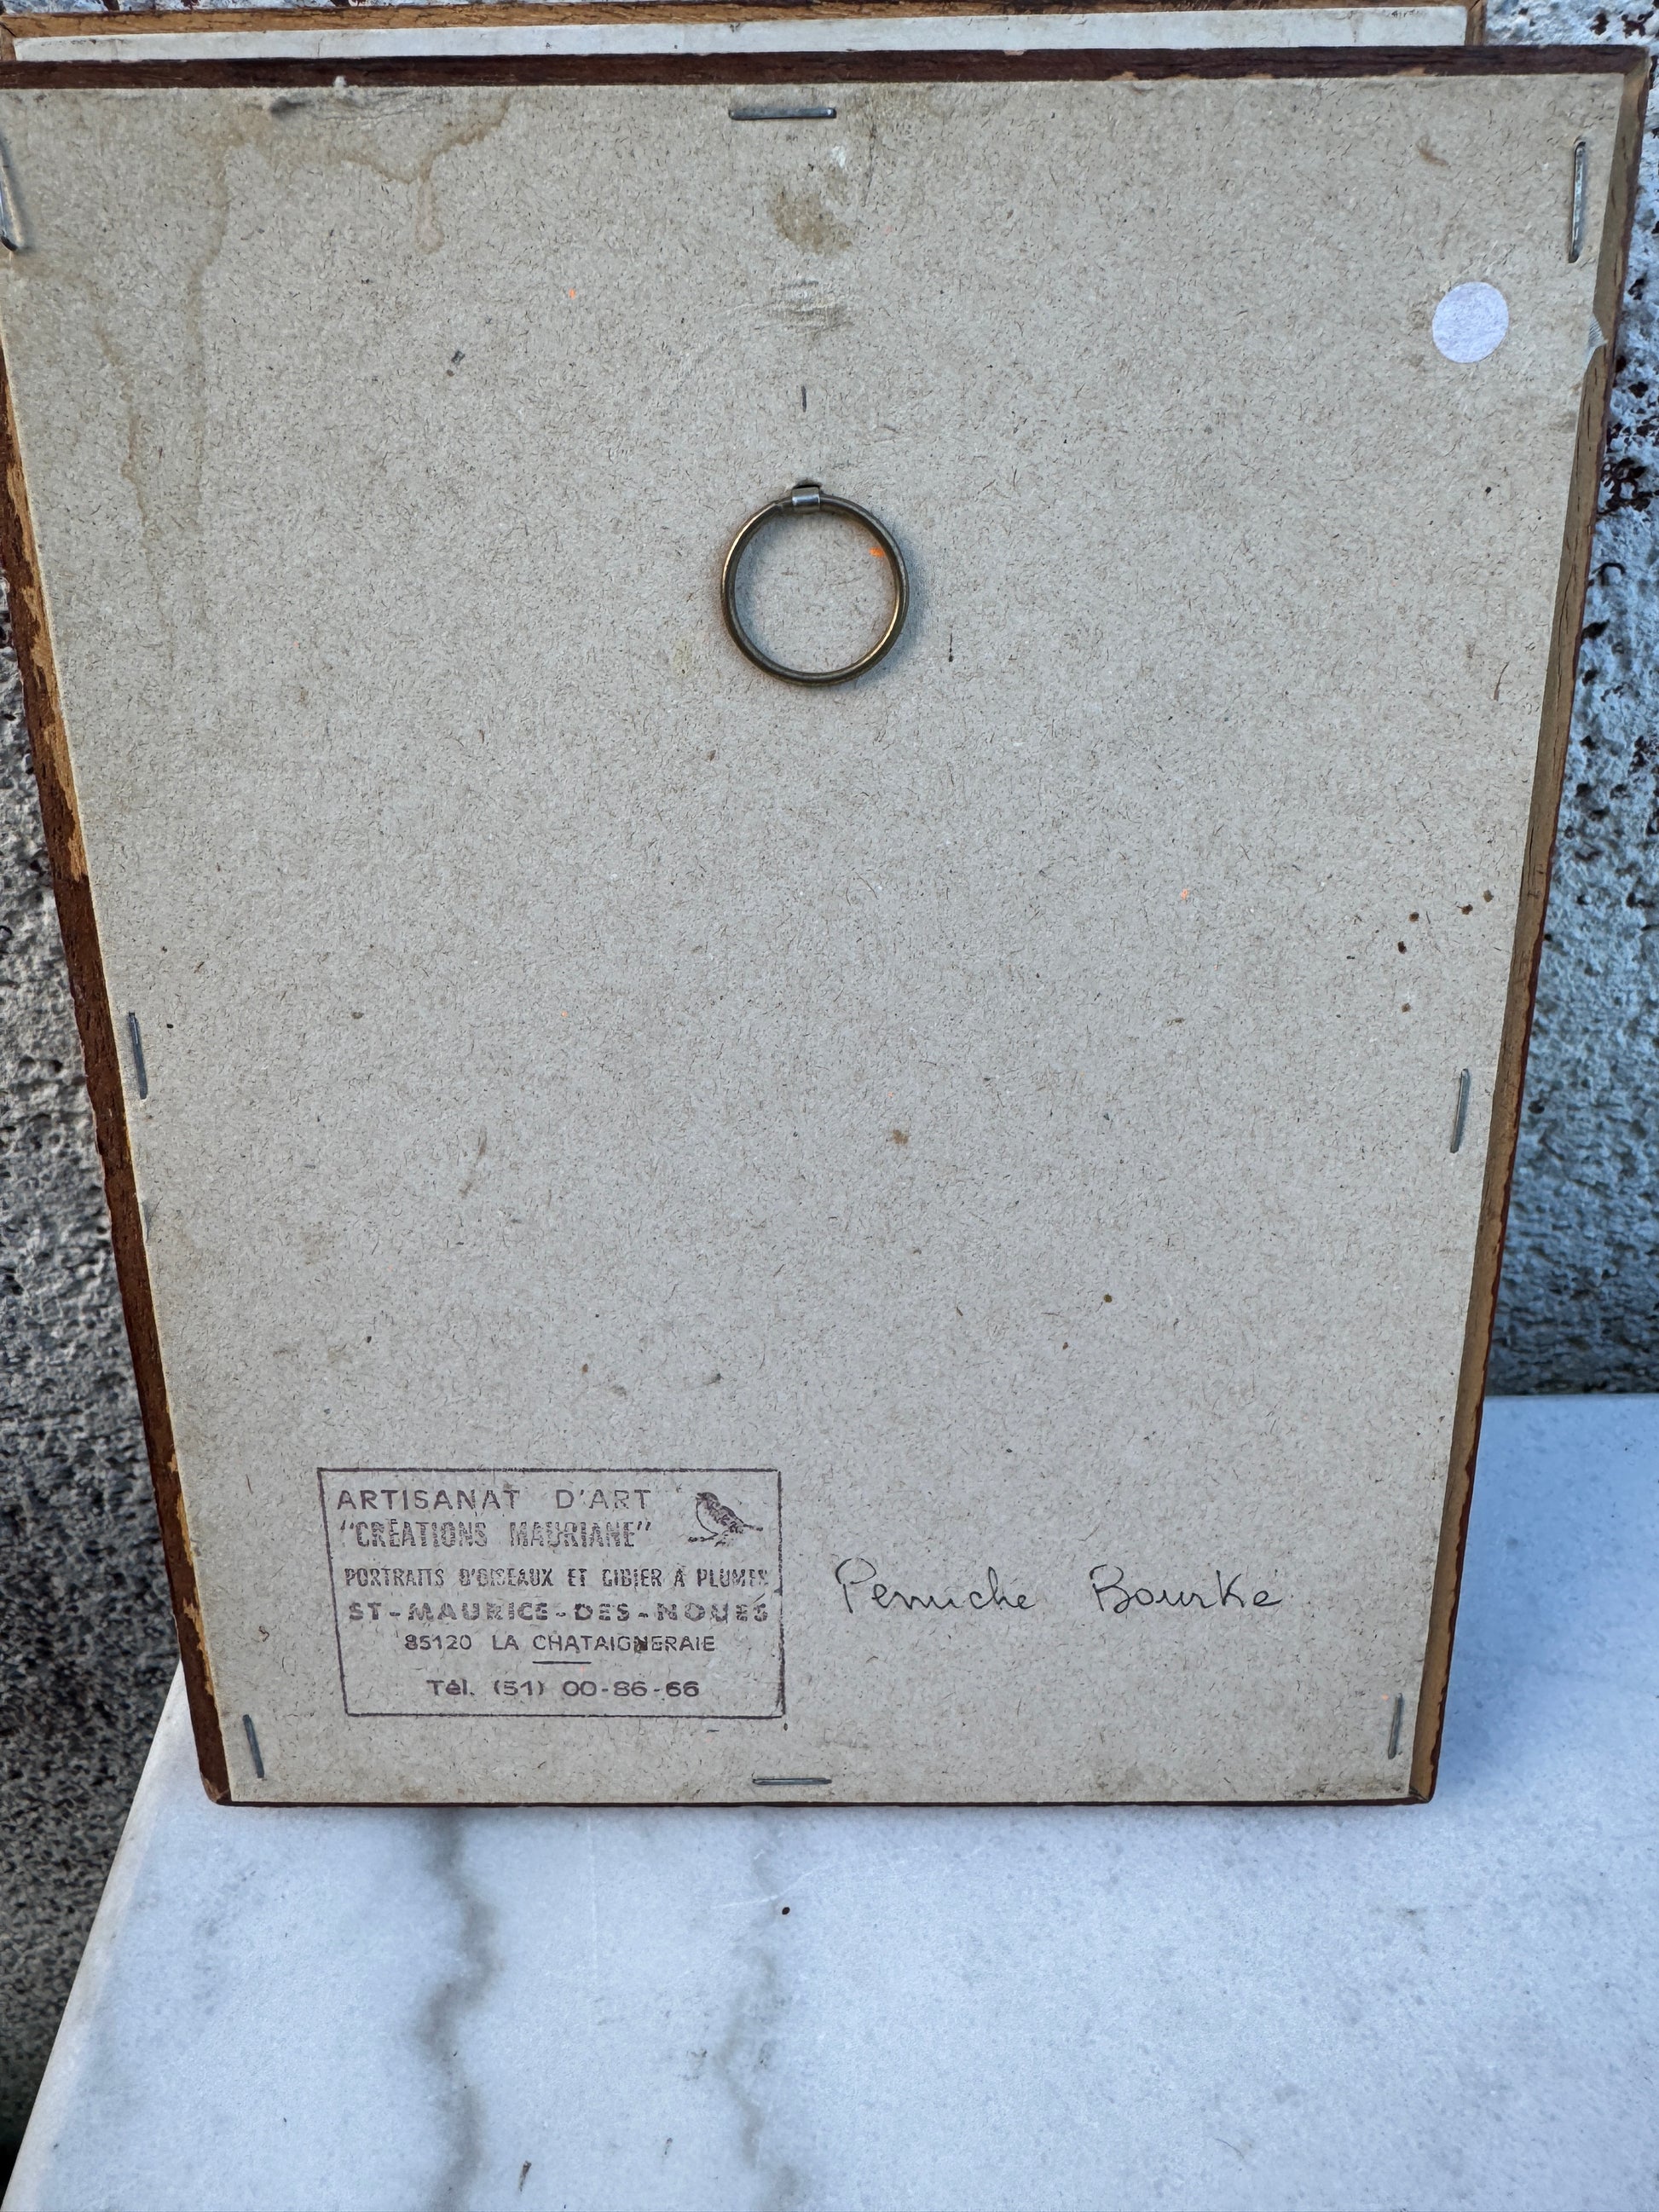 ARTISANAT D'ART
"CRÉATIONS MAURIANE"
PORTRAITS D'OISEAUX ET GIBIER A PLUMES
ST-MAURICE-DES-NOUES
85120 LA CHATAIGNERAIE
Tél. (51) 00-86-66
Perruche Bourke